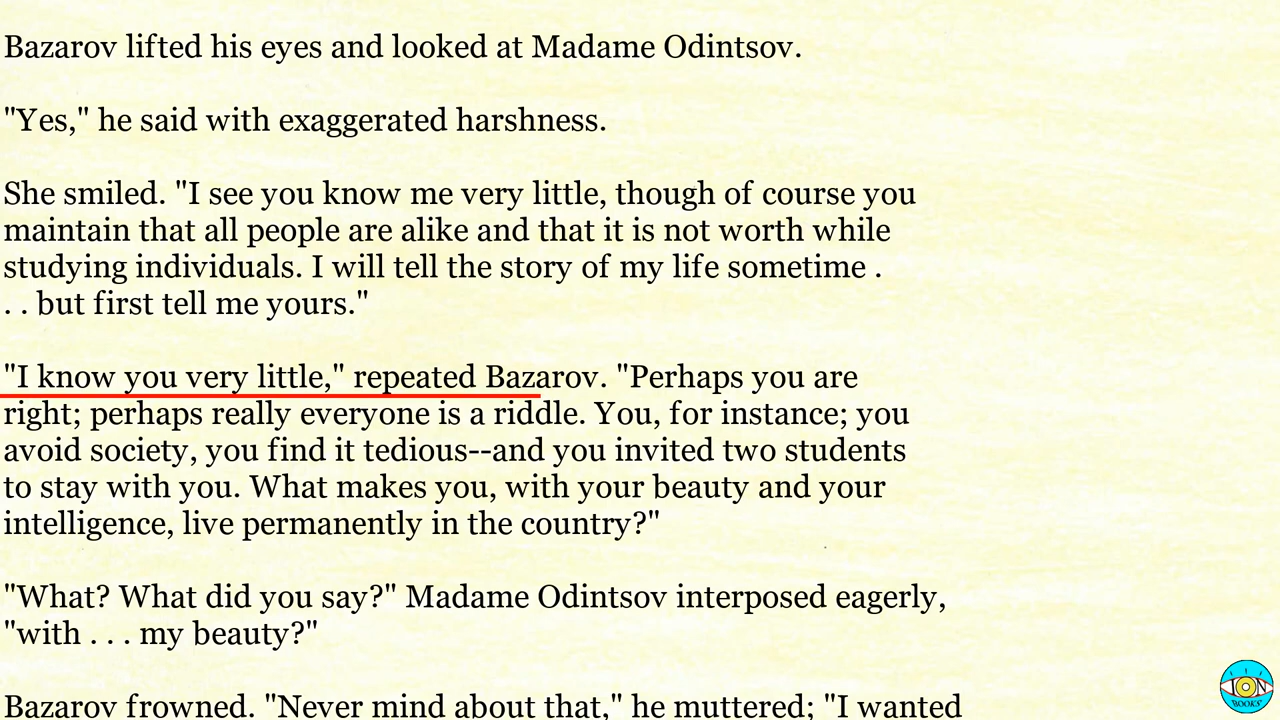 Bazarov lifted his eyes and looked at Madame Odintsov.
"Yes," he said with exaggerated harshness.
She smiled. "I see you know me very little, though of course you
maintain that all people are alike and that it is not worth while
studying individuals. I will tell the story of my life sometime .
. . but first tell me yours."
"I know you very little," repeated Bazarov. "Perhaps you are
right; perhaps really everyone is a riddle. You, for instance; you
avoid society, you find it tedious--and you invited two students
to stay with you. What makes you, with your beauty and your
intelligence, live permanently in the country?"
"What? What did you say?" Madame Odintsov interposed eagerly,
"with . . . my beauty?"
Bazarov frowned. "Never mind about that," he muttered; "I wanted
ION
BOOKS